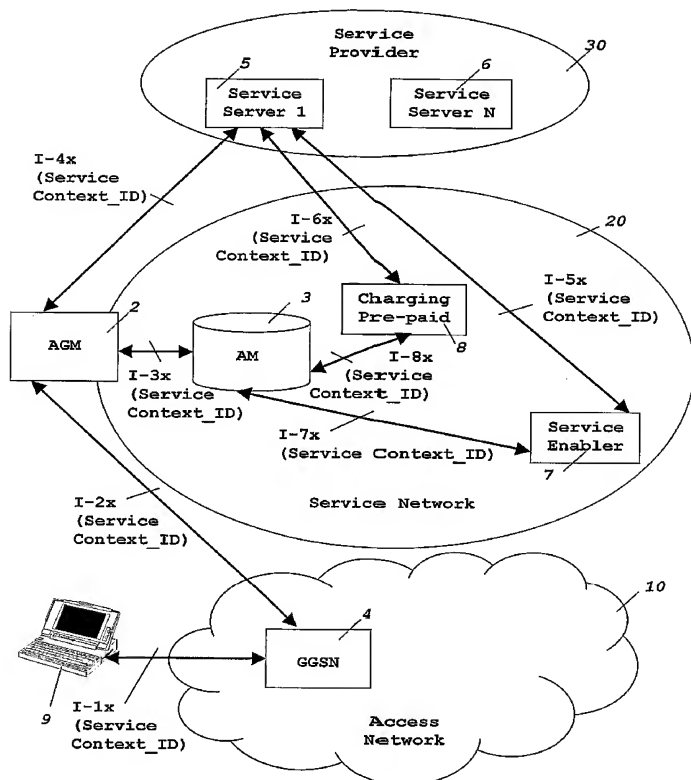 Service
Provider
30
5
6
Service
Server 1
Service
Server N
I-4x
(Service
Context_ID)
I-6x
(Service
Context_ID)
20
I-5x
(Service
Context_ID)
2
3
Charging
Pre-paid
8
AGM
AM
I-3x
(Service
Context_ID)
I-8x
(Service
Context_ID)
I-7x
(Service Context_ID)
Service
Enabler
7
I-2x
(Service
Context_ID)
Service Network
10
4
GGSN
9
I-1x
(Service
Context_ID)
Access
Network